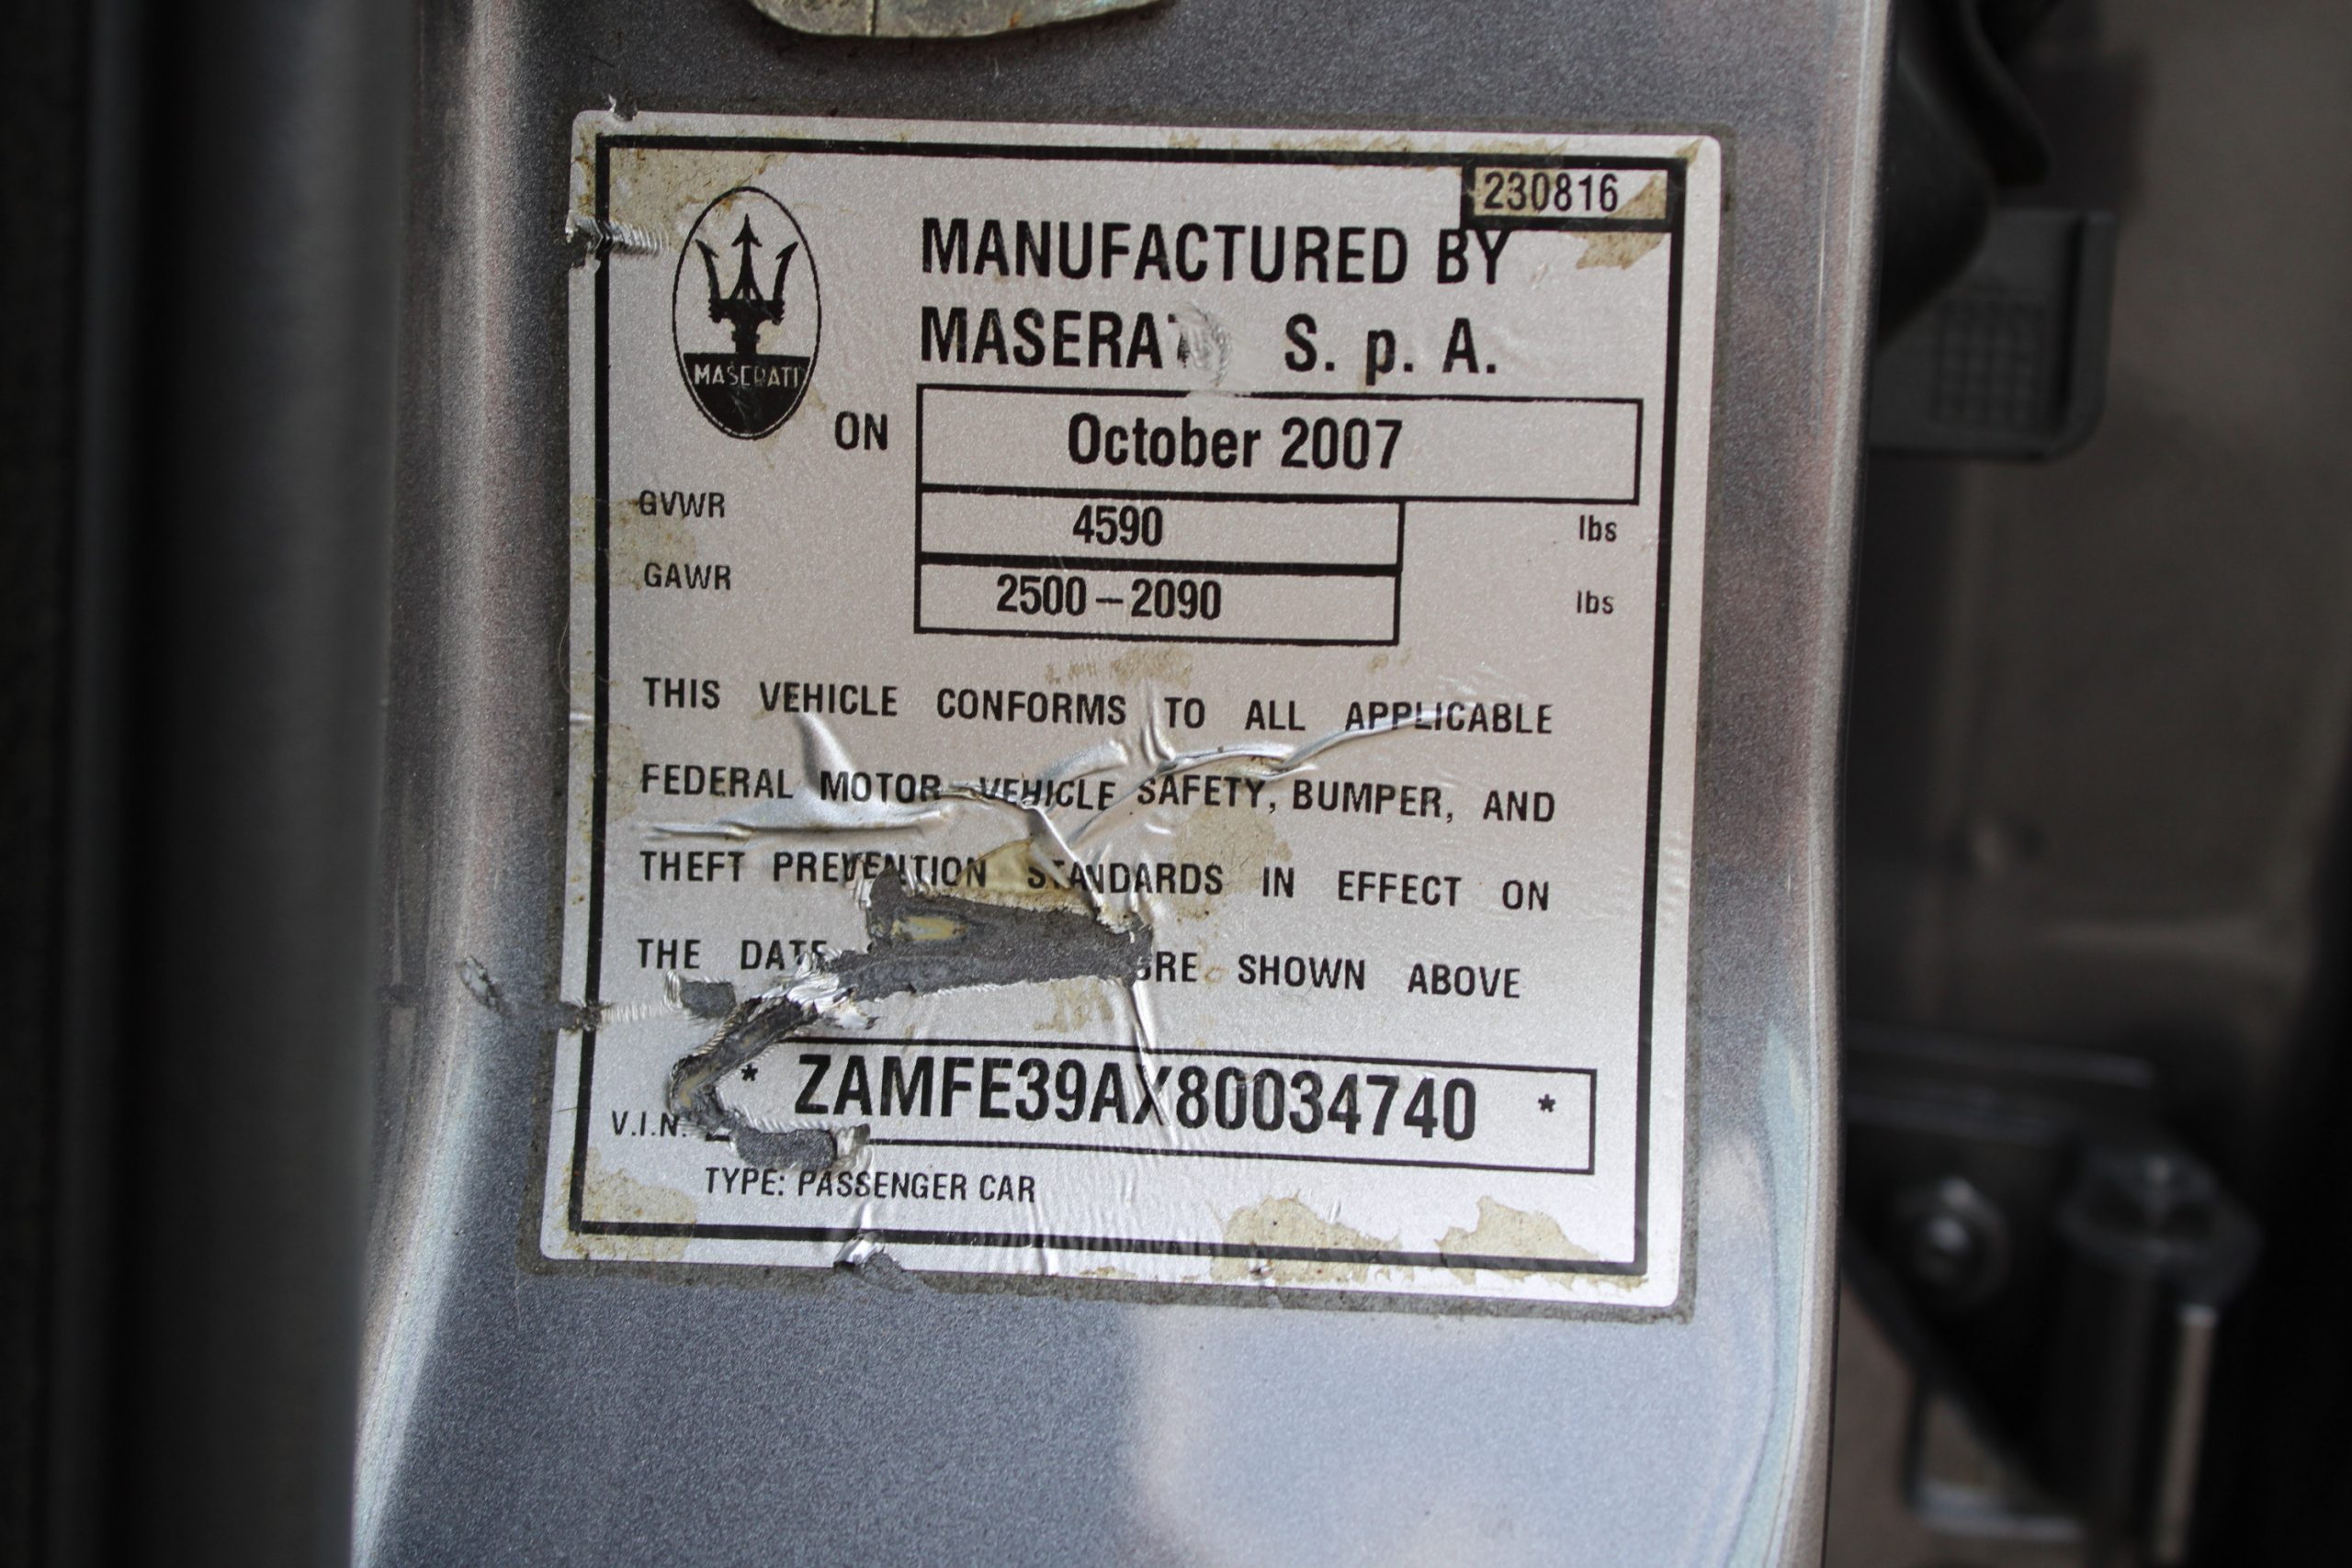 230816
MANUFACTURED BY
MASERATI
S. p. A.
ON October 2007
GVWR 4590 lbs
GAWR 2500 – 2090 lbs
THIS VEHICLE CONFORMS TO ALL APPLICABLE
FEDERAL MOTOR VEHICLE SAFETY, BUMPER, AND
THEFT PREVENTION STANDARDS IN EFFECT ON
THE DATE SHOWN ABOVE
V.I.N. * ZAMFE39AX80034740 *
TYPE: PASSENGER CAR